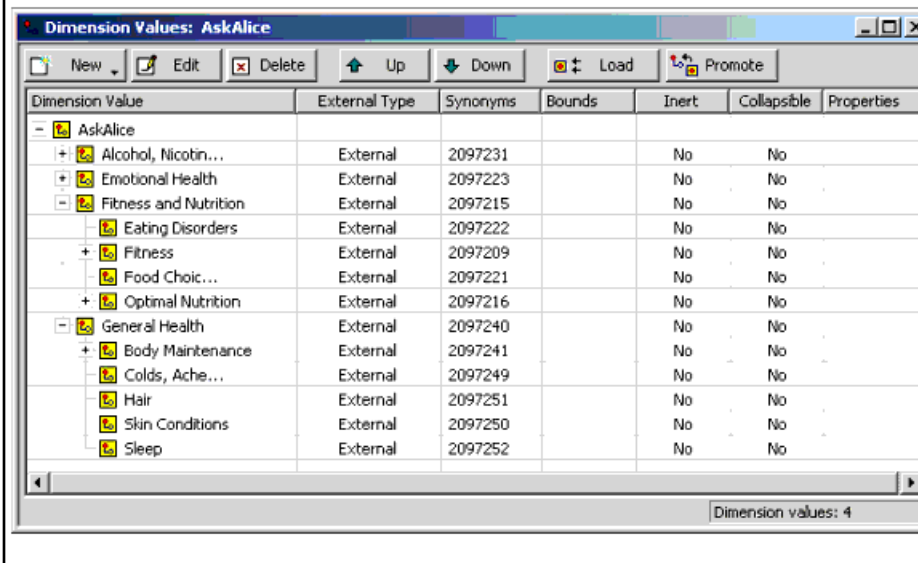 Dimension Values: AskAlice
New Edit Delete Up Down Load Promote
Dimension Value External Type Synonyms Bounds Inert Collapsible Properties
AskAlice
Alcohol, Nicotin... External 2097231 No No
Emotional Health External 2097223 No No
Fitness and Nutrition External 2097215 No No
Eating Disorders External 2097222 No No
Fitness External 2097209 No No
Food Choic... External 2097221 No No
Optimal Nutrition External 2097216 No No
General Health External 2097240 No No
Body Maintenance External 2097241 No No
Colds, Ache... External 2097249 No No
Hair External 2097251 No No
Skin Conditions External 2097250 No No
Sleep External 2097252 No No
Dimension values: 4